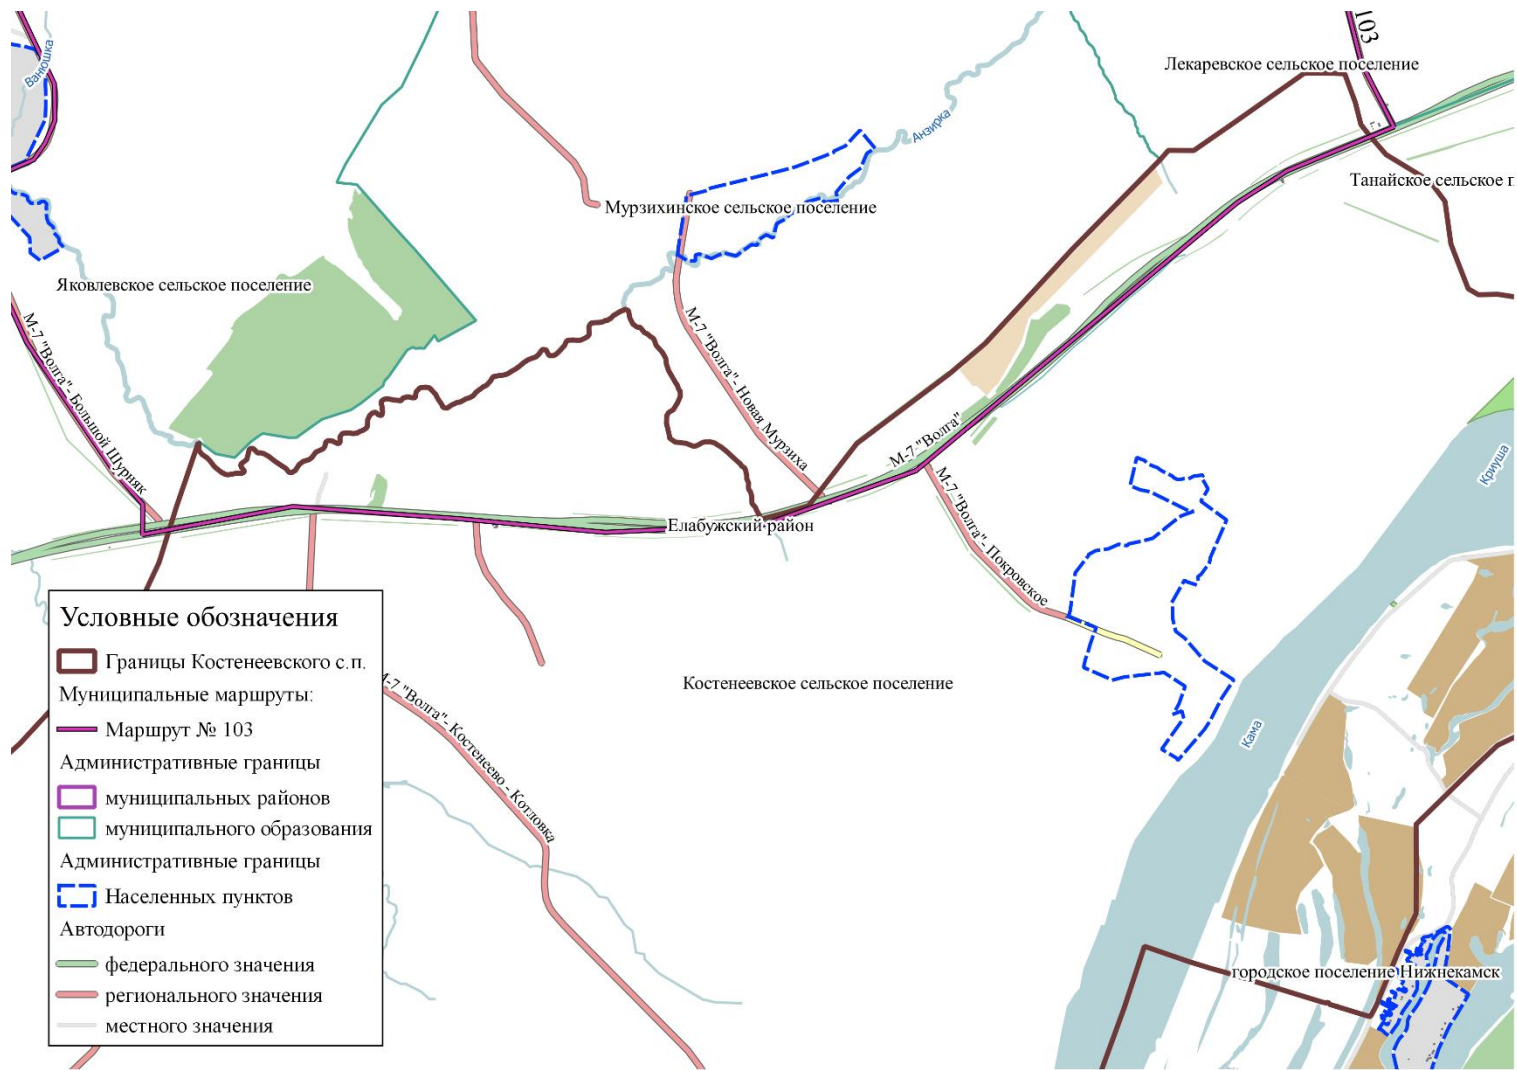 Ванюшка
103
Лекаревское сельское поселение
Анзирка
Танайское сельское п
Мурзихинское сельское поселение
Яковлевское сельское поселение
М-7 "Волга"- Большой Шурняк
М-7 "Волга"- Новая Мурзиха
М-7 "Волга"
Криуша
Елабужский район
М-7 "Волга"- Покровское
Костенеевское сельское поселение
Кама
М-7 "Волга"- Костенеево - Котловка
городское поселение Нижнекамск
Условные обозначения
Границы Костенеевского с.п.
Муниципальные маршруты:
Маршрут № 103
Административные границы
муниципальных районов
муниципального образования
Административные границы
Населенных пунктов
Автодороги
федерального значения
регионального значения
местного значения